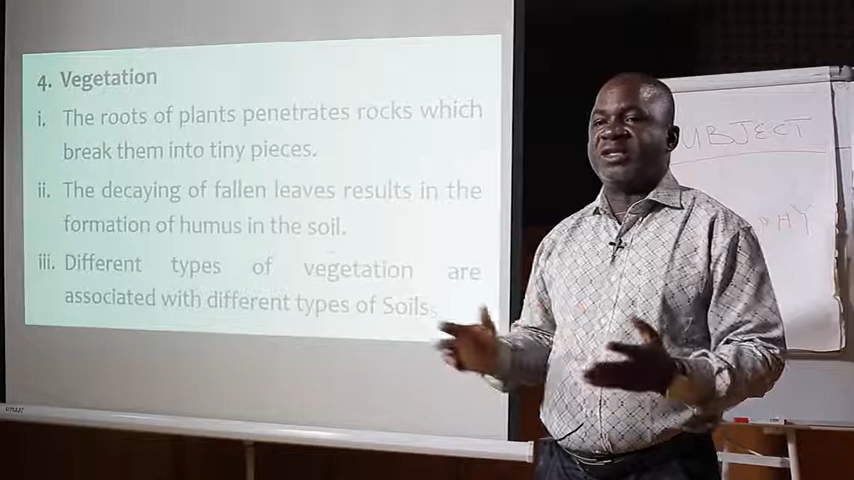 4. Vegetation
i. The roots of plants penetrates rocks which
break them into tiny pieces.
ii. The decaying of fallen leaves results in the
formation of humus in the soil.
iii. Different types of vegetation are
associated with different types of Soils.
UBJECT
PHY